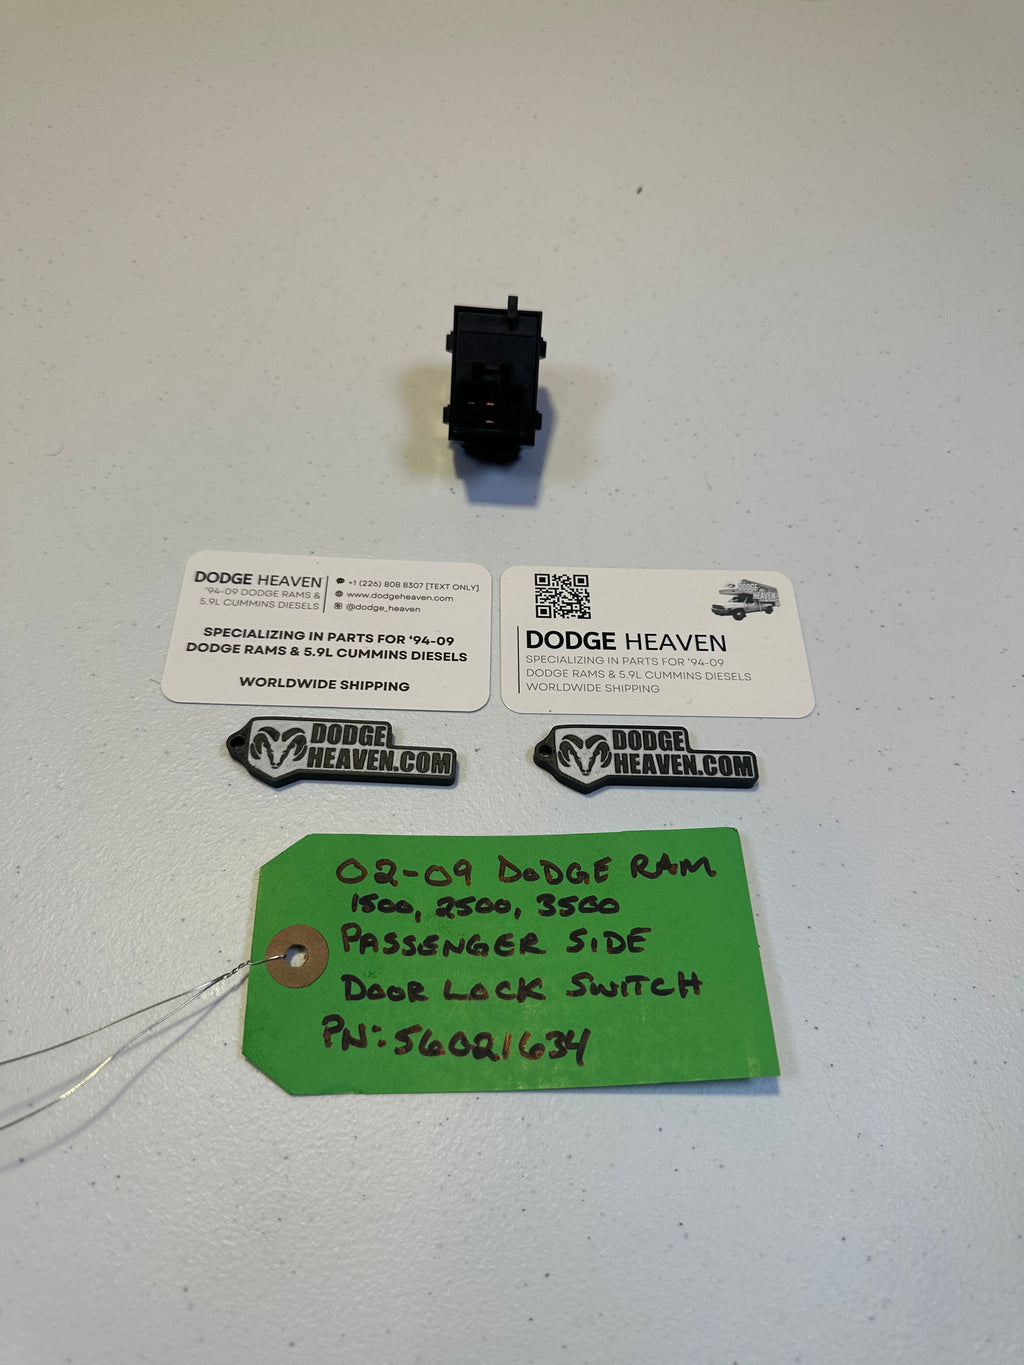 DODGE HEAVEN
'94-09 DODGE RAMS &
5.9L CUMMINS DIESELS
+1 (226) 808 8307 [TEXT ONLY]
www.dodgeheaven.com
@dodge_heaven
SPECIALIZING IN PARTS FOR '94-09
DODGE RAMS & 5.9L CUMMINS DIESELS
WORLDWIDE SHIPPING
DODGE
HEAVEN
DODGE HEAVEN
SPECIALIZING IN PARTS FOR '94-09
DODGE RAMS & 5.9L CUMMINS DIESELS
WORLDWIDE SHIPPING
DODGE
HEAVEN.COM
DODGE
HEAVEN.COM
02-09 DODGE RAM
1500, 2500, 3500
PASSENGER SIDE
DOOR LOCK SWITCH
PN: 56021634